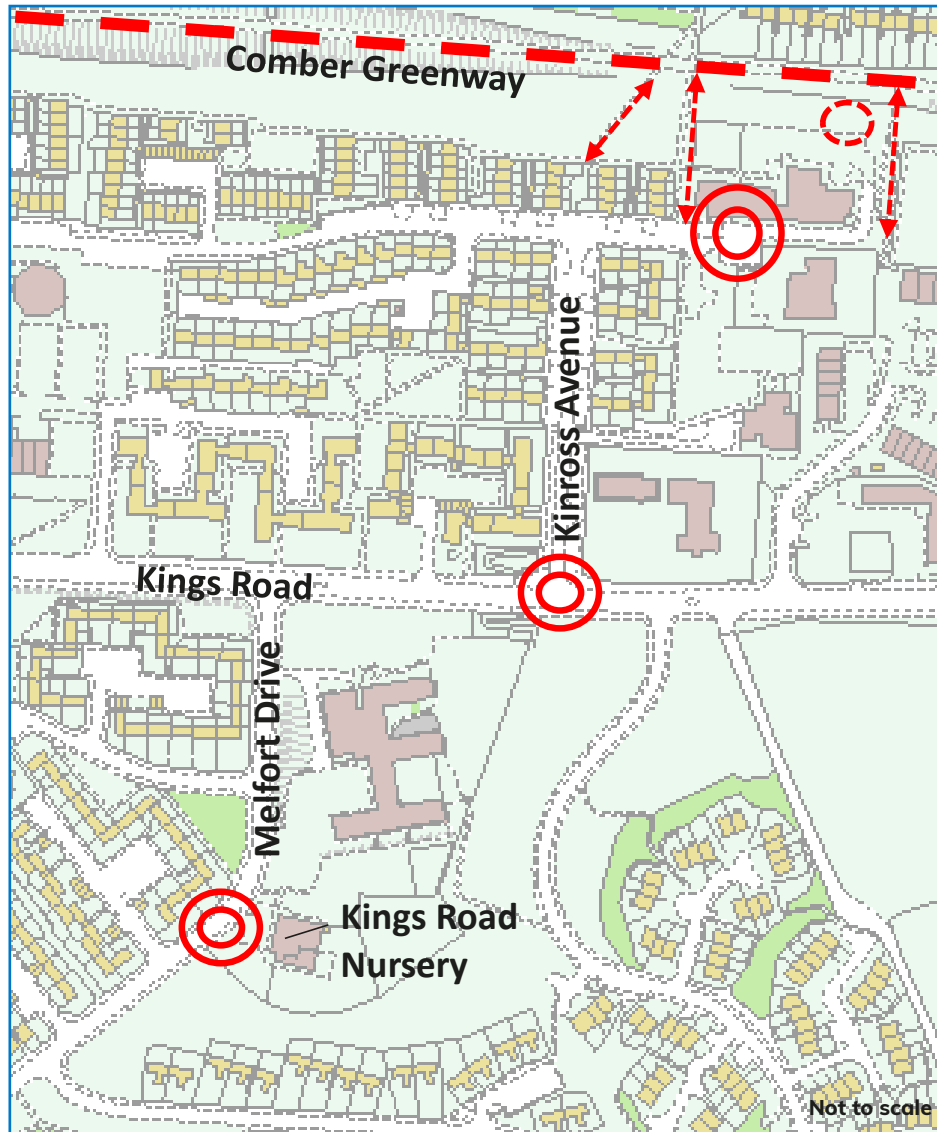 Comber Greenway
Kinross Avenue
Kings Road
Melfort Drive
Kings Road
Nursery
Not to scale